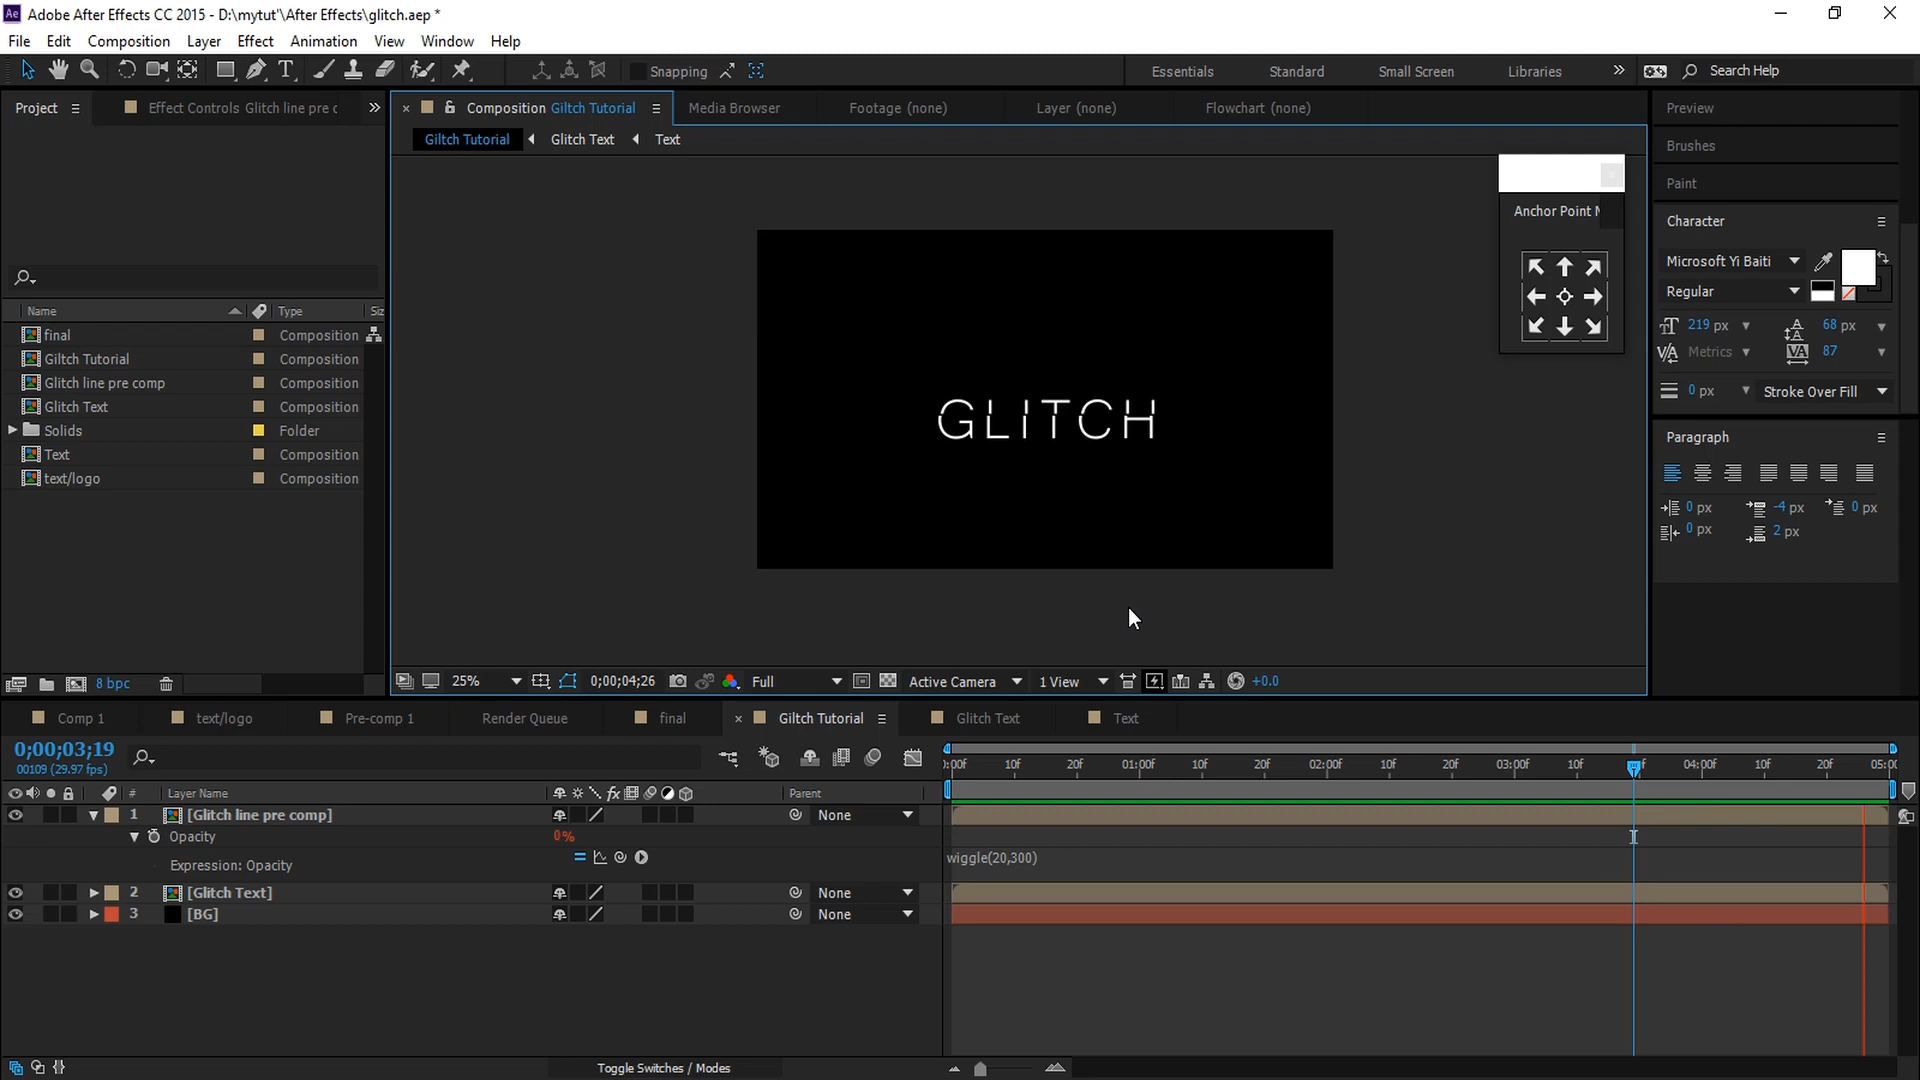 Adobe After Effects CC 2015 - D:\mytut'\After Effects\glitch.aep *
File Edit Composition Layer Effect Animation View Window Help
Snapping Essentials Standard Small Screen Libraries Search Help
Project Effect Controls Glitch line pre c
Composition Giltch Tutorial Media Browser Footage (none) Layer (none) Flowchart (none)
Giltch Tutorial Glitch Text Text
Anchor Point
GLITCH
Name Type Siz
final Composition
Giltch Tutorial Composition
Glitch line pre comp Composition
Glitch Text Composition
Solids Folder
Text Composition
text/logo Composition
8 bpc
25% 0;00;04;26 Full Active Camera 1 View +0.0
Preview
Brushes
Paint
Character
Microsoft Yi Baiti
Regular
219 px 68 px
Metrics 87
0 px Stroke Over Fill
Paragraph
0 px -4 px 0 px
0 px 2 px
Comp 1 text/logo Pre-comp 1 Render Queue final Giltch Tutorial Glitch Text Text
0;00;03;19
00109 (29.97 fps)
):00f 10f 20f 01:00f 10f 20f 02:00f 10f 20f 03:00f 10f 04:00f 10f 20f 05:00
# Layer Name fx Parent
1 [Glitch line pre comp] None
Opacity 0%
Expression: Opacity wiggle(20,300)
2 [Glitch Text] None
3 [BG] None
Toggle Switches / Modes